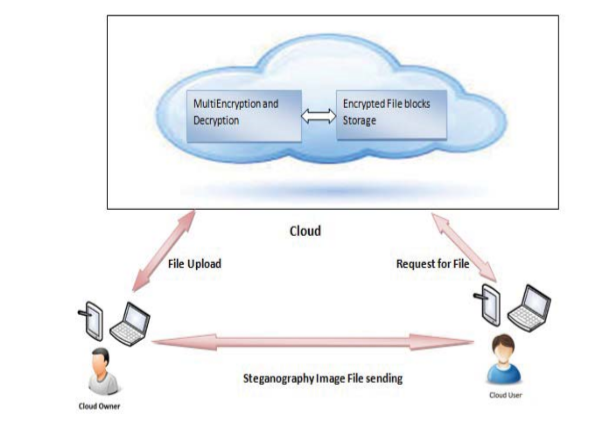 MultiEncryption and
Decryption
Encrypted File blocks
Storage
Cloud
File Upload
Request for File
Steganography Image File sending
Cloud Owner
Cloud User